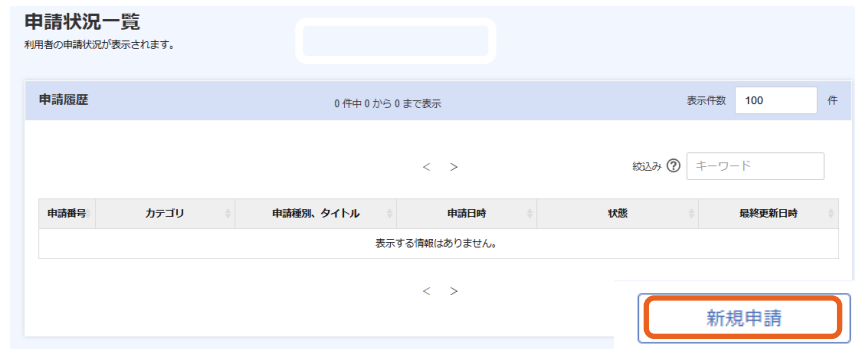 申請状況一覧
利用者の申請状況が表示されます。
申請履歴 0 件中 0 から 0 まで表示 表示件数 100 件
< > 絞込み ? キーワード
申請番号 カテゴリ 申請種別、タイトル 申請日時 状態 最終更新日時
表示する情報はありません。
< >
新規申請